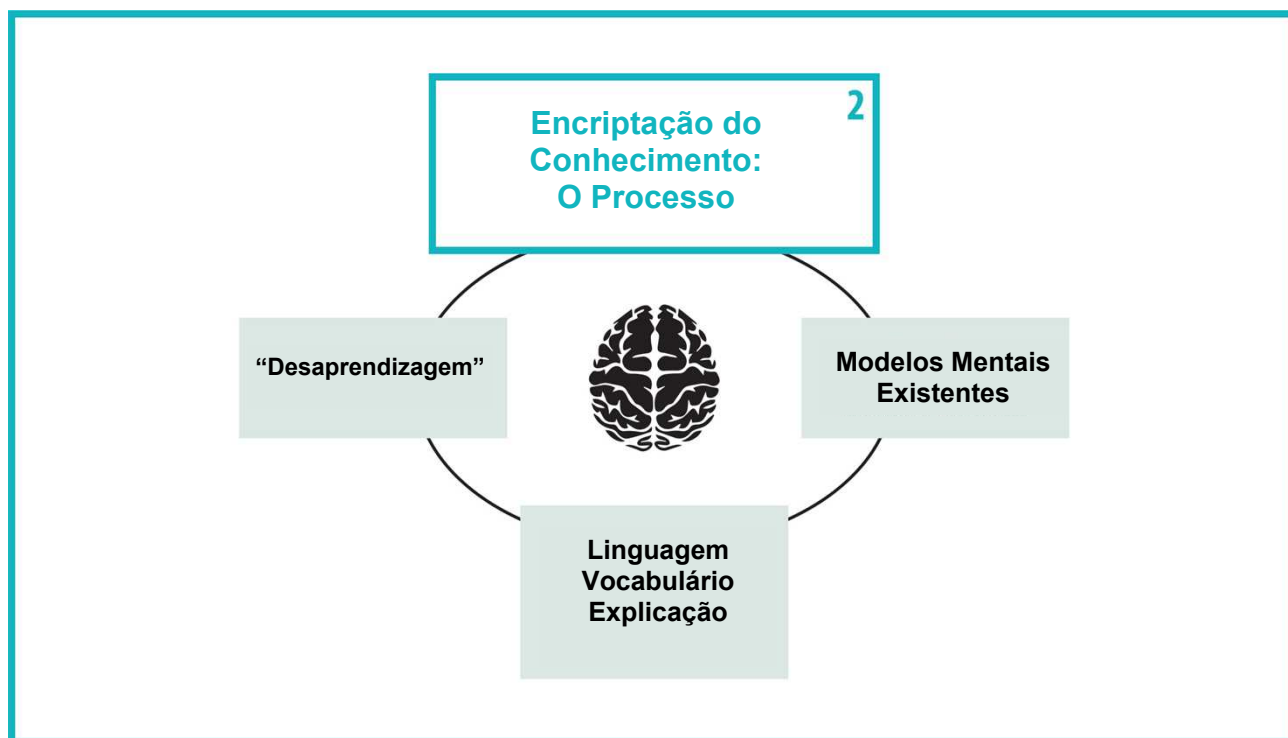 2
Encriptação do
Conhecimento:
O Processo
“Desaprendizagem”
Modelos Mentais
Existentes
Linguagem
Vocabulário
Explicação